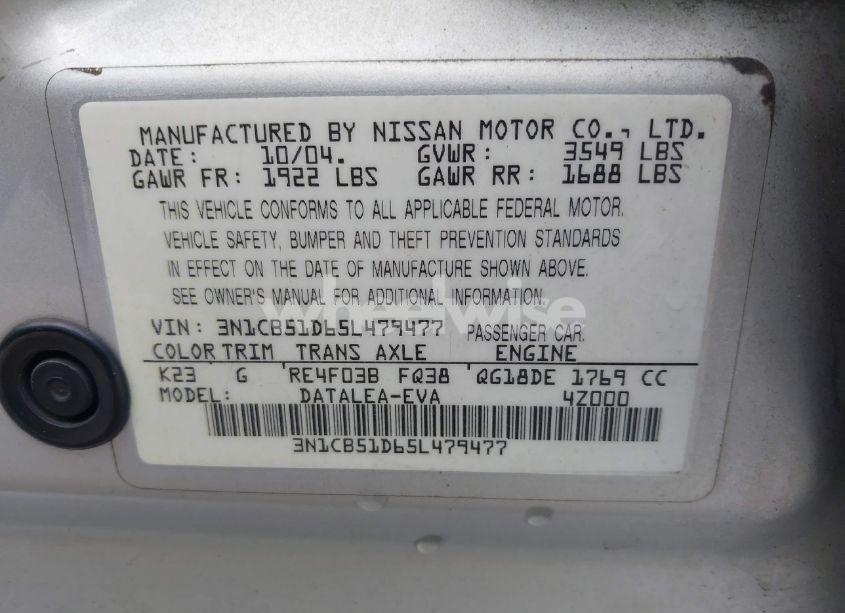 MANUFACTURED BY NISSAN MOTOR CO., LTD.
DATE: 10/04. GVWR: 3549 LBS
GAWR FR: 1922 LBS GAWR RR: 1688 LBS
THIS VEHICLE CONFORMS TO ALL APPLICABLE FEDERAL MOTOR.
VEHICLE SAFETY, BUMPER AND THEFT PREVENTION STANDARDS
IN EFFECT ON THE DATE OF MANUFACTURE SHOWN ABOVE.
SEE OWNER'S MANUAL FOR ADDITIONAL INFORMATION.
wheelwise
VIN: 3N1CB51D65L479477 PASSENGER CAR.
COLOR TRIM TRANS AXLE ENGINE
K23 G RE4F03B FQ38 QG18DE 1769 CC
MODEL: DATALEA-EVA 4Z000
3N1CB51D65L479477